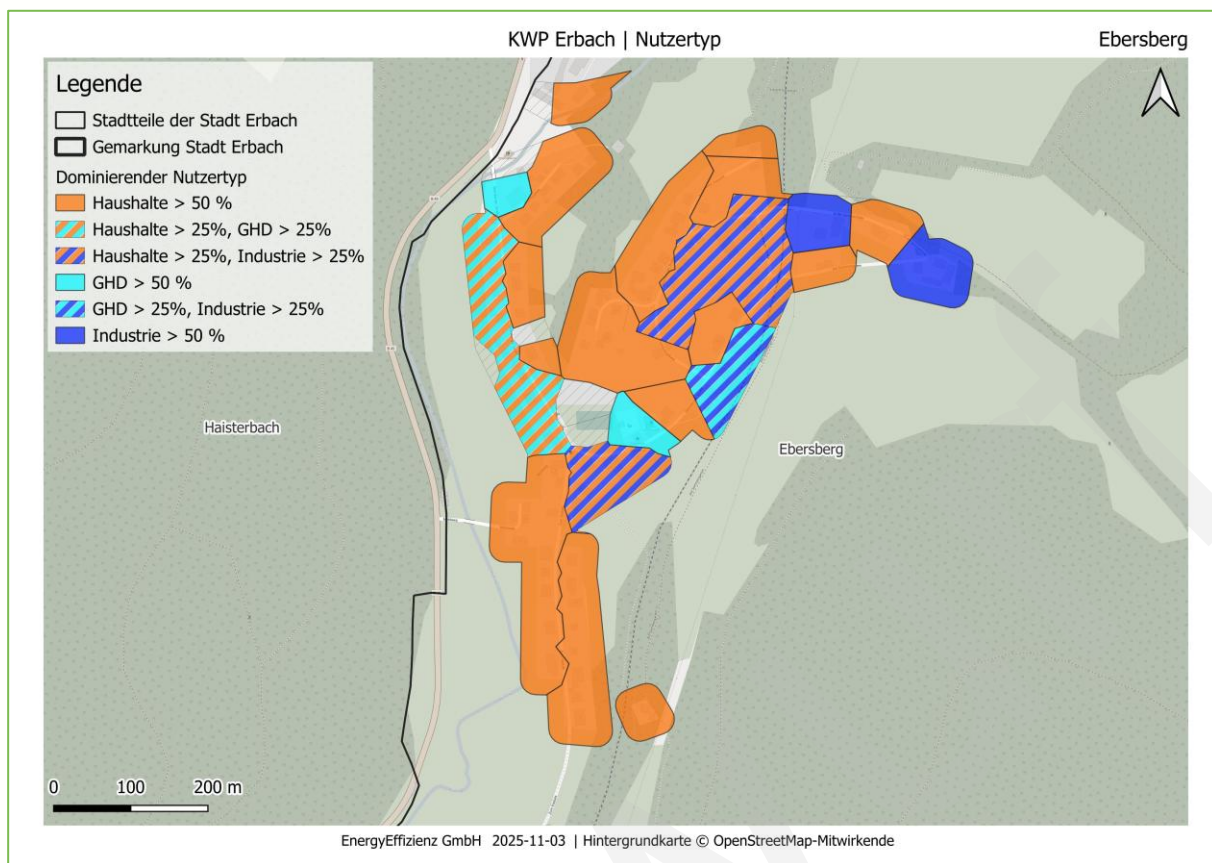 KWP Erbach | Nutzertyp
Ebersberg
Legende
Stadtteile der Stadt Erbach
Gemarkung Stadt Erbach
Dominierender Nutzertyp
Haushalte > 50 %
Haushalte > 25%, GHD > 25%
Haushalte > 25%, Industrie > 25%
GHD > 50 %
GHD > 25%, Industrie > 25%
Industrie > 50 %
Haisterbach
Ebersberg
0 100 200 m
EnergyEffizienz GmbH 2025-11-03 | Hintergrundkarte © OpenStreetMap-Mitwirkende